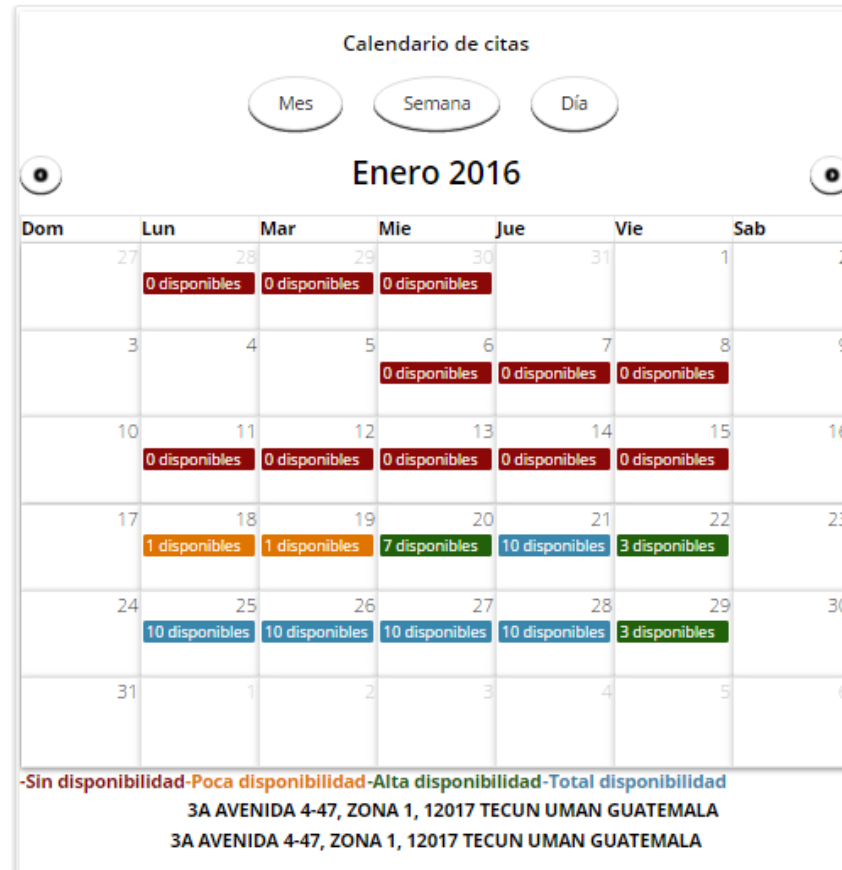 Calendario de citas
Mes Semana Día
Enero 2016
Dom Lun Mar Mie Jue Vie Sab
27 28 29 30 31 1 2
0 disponibles 0 disponibles 0 disponibles
3 4 5 6 7 8 9
0 disponibles 0 disponibles 0 disponibles
10 11 12 13 14 15 16
0 disponibles 0 disponibles 0 disponibles 0 disponibles 0 disponibles
17 18 19 20 21 22 23
1 disponibles 1 disponibles 7 disponibles 10 disponibles 3 disponibles
24 25 26 27 28 29 30
10 disponibles 10 disponibles 10 disponibles 10 disponibles 3 disponibles
31 1 2 3 4 5 6
-Sin disponibilidad-Poca disponibilidad-Alta disponibilidad-Total disponibilidad
3A AVENIDA 4-47, ZONA 1, 12017 TECUN UMAN GUATEMALA
3A AVENIDA 4-47, ZONA 1, 12017 TECUN UMAN GUATEMALA